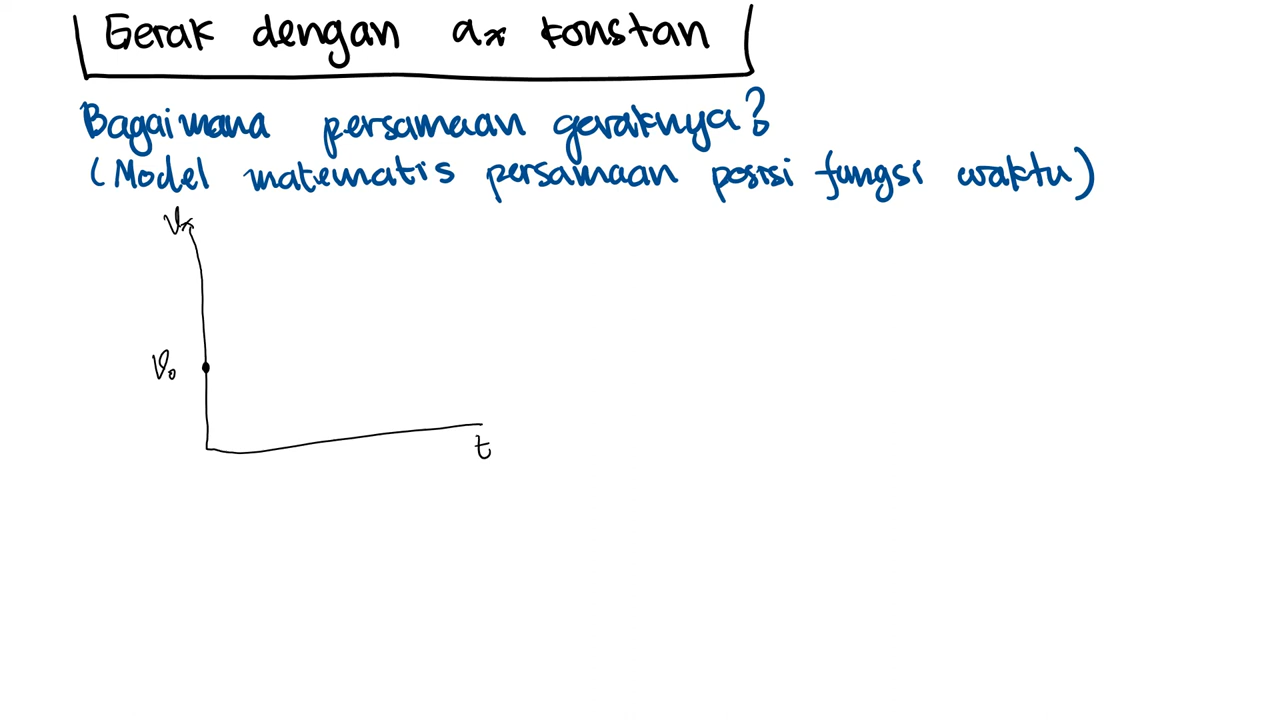 Gerak dengan ax konstan
Bagaimana persamaan geraknya?
(Model matematis persamaan posisi fungsi waktu)
vx
v₀
t